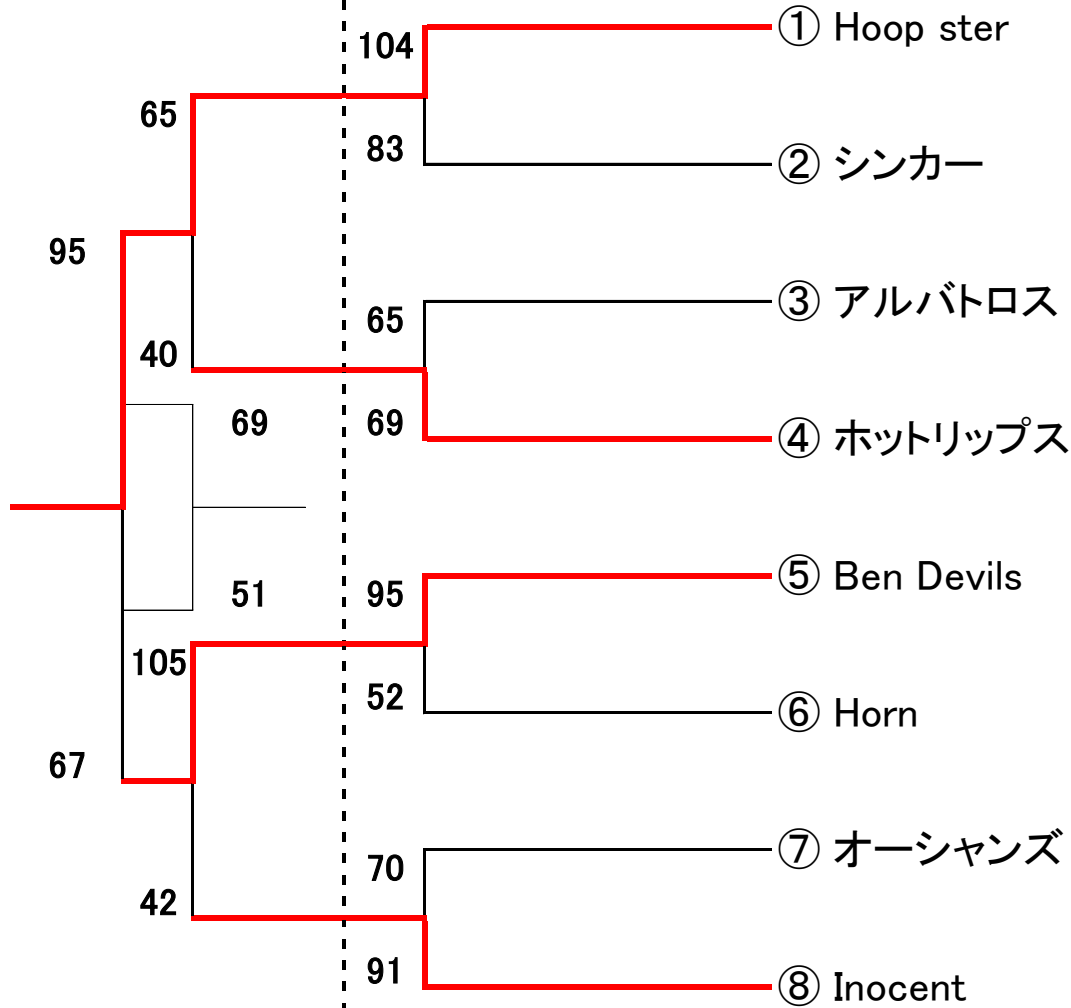 104
① Hoop ster
65
83
② シンカー
95
65
③ アルバトロス
40
69
69
④ ホットリップス
51
95
⑤ Ben Devils
105
52
⑥ Horn
67
70
⑦ オーシャンズ
42
91
⑧ Inocent